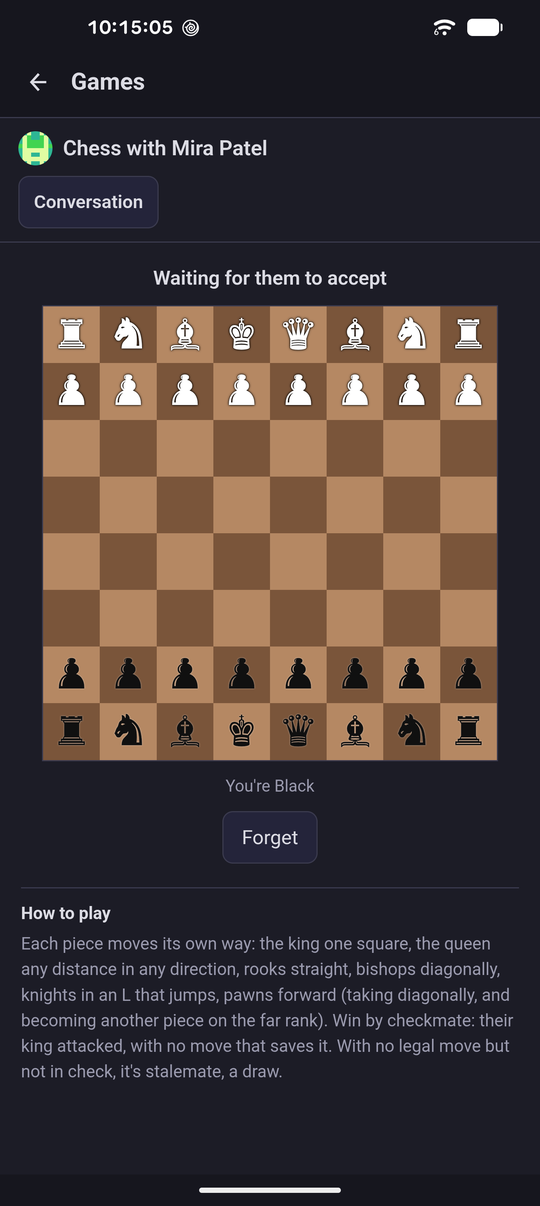 10:15:05
Games
Chess with Mira Patel
Conversation
Waiting for them to accept
You're Black
Forget
How to play
Each piece moves its own way: the king one square, the queen
any distance in any direction, rooks straight, bishops diagonally,
knights in an L that jumps, pawns forward (taking diagonally, and
becoming another piece on the far rank). Win by checkmate: their
king attacked, with no move that saves it. With no legal move but
not in check, it's stalemate, a draw.